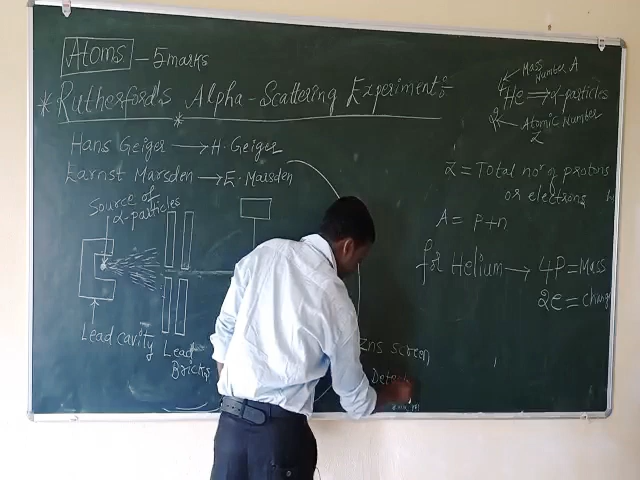 Atoms - 5marks
* Rutherford's Alpha-Scattering Experiment:-
Hans Geiger → H. Geiger
Earnst Marsden → E. Marsden
Source of
α-particles
Lead cavity
Lead
Bricks
Zns screen
Mass
Number A
He ⇒ α-particles
Atomic Number
Z
Z = Total no. of protons
or electrons
A = P+n
for Helium → 4P = Mass
2e = Charge